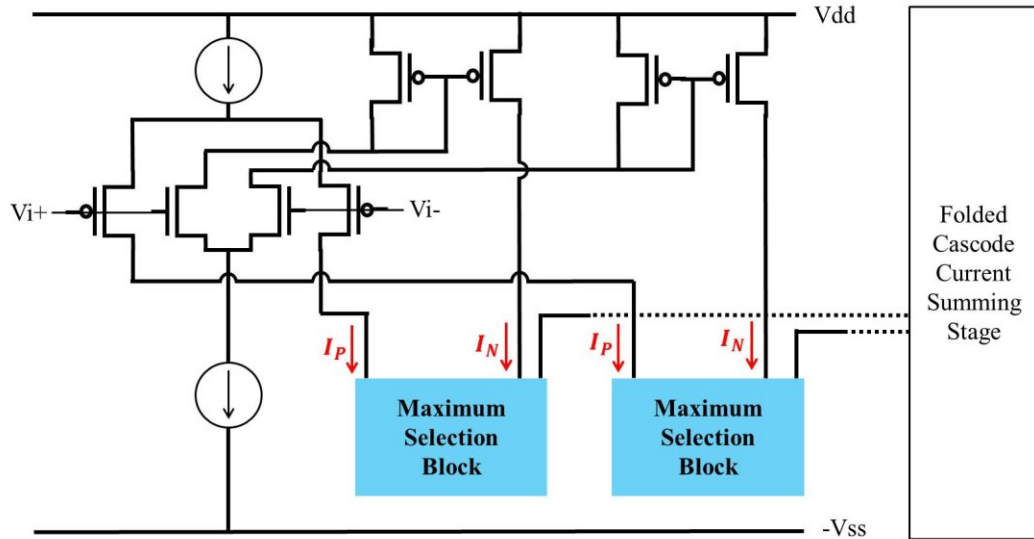 Vdd
Vi+
Vi-
Folded
Cascode
Current
Summing
Stage
I_P
I_N
I_P
I_N
Maximum
Selection
Block
Maximum
Selection
Block
-Vss